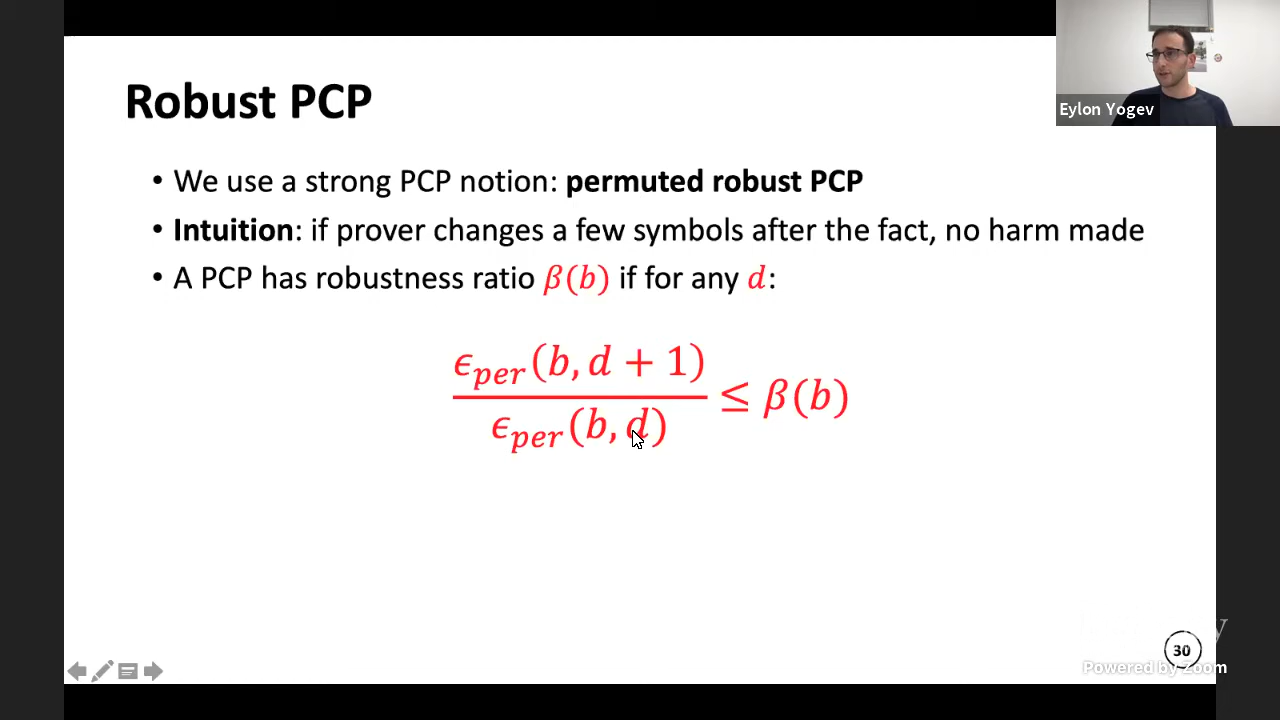 Robust PCP
Eylon Yogev
• We use a strong PCP notion: permuted robust PCP
• Intuition: if prover changes a few symbols after the fact, no harm made
• A PCP has robustness ratio β(b) if for any d:
ϵ_per(b, d + 1)
≤ β(b)
ϵ_per(b, d)
30
Powered by Zoom